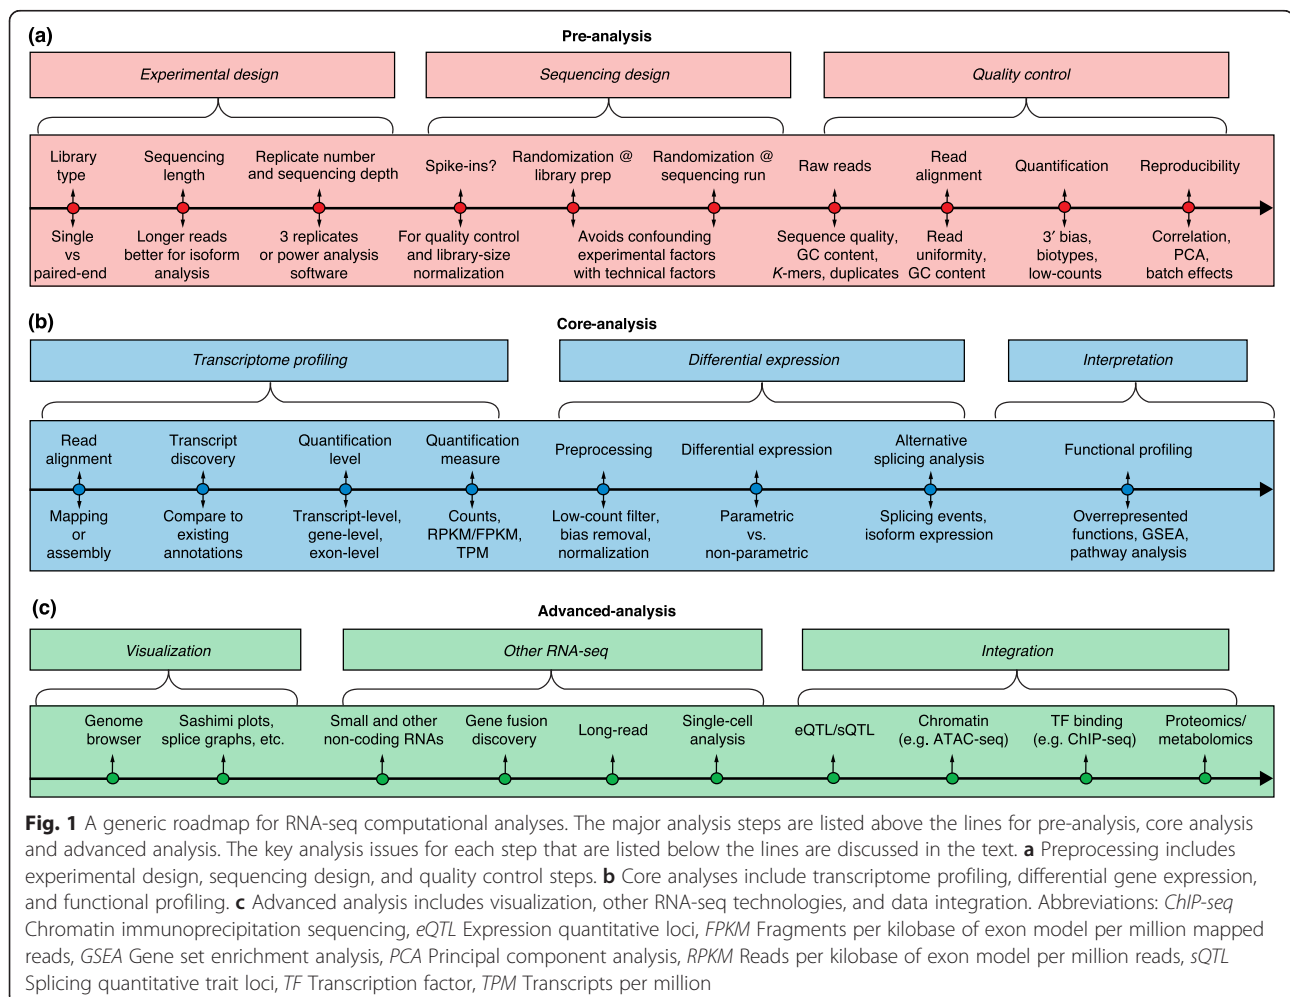 (a)
Pre-analysis
Experimental design
Sequencing design
Quality control
Library
type
Sequencing
length
Replicate number
and sequencing depth
Spike-ins?
Randomization @
library prep
Randomization @
sequencing run
Raw reads
Read
alignment
Quantification
Reproducibility
Single
vs
paired-end
Longer reads
better for isoform
analysis
3 replicates
or power analysis
software
For quality control
and library-size
normalization
Avoids confounding
experimental factors
with technical factors
Sequence quality,
GC content,
K-mers, duplicates
Read
uniformity,
GC content
3′ bias,
biotypes,
low-counts
Correlation,
PCA,
batch effects
(b)
Core-analysis
Transcriptome profiling
Differential expression
Interpretation
Read
alignment
Transcript
discovery
Quantification
level
Quantification
measure
Preprocessing
Differential expression
Alternative
splicing analysis
Functional profiling
Mapping
or
assembly
Compare to
existing
annotations
Transcript-level,
gene-level,
exon-level
Counts,
RPKM/FPKM,
TPM
Low-count filter,
bias removal,
normalization
Parametric
vs.
non-parametric
Splicing events,
isoform expression
Overrepresented
functions, GSEA,
pathway analysis
(c)
Advanced-analysis
Visualization
Other RNA-seq
Integration
Genome
browser
Sashimi plots,
splice graphs, etc.
Small and other
non-coding RNAs
Gene fusion
discovery
Long-read
Single-cell
analysis
eQTL/sQTL
Chromatin
(e.g. ATAC-seq)
TF binding
(e.g. ChIP-seq)
Proteomics/
metabolomics
Fig. 1 A generic roadmap for RNA-seq computational analyses. The major analysis steps are listed above the lines for pre-analysis, core analysis
and advanced analysis. The key analysis issues for each step that are listed below the lines are discussed in the text. a Preprocessing includes
experimental design, sequencing design, and quality control steps. b Core analyses include transcriptome profiling, differential gene expression,
and functional profiling. c Advanced analysis includes visualization, other RNA-seq technologies, and data integration. Abbreviations: ChIP-seq
Chromatin immunoprecipitation sequencing, eQTL Expression quantitative loci, FPKM Fragments per kilobase of exon model per million mapped
reads, GSEA Gene set enrichment analysis, PCA Principal component analysis, RPKM Reads per kilobase of exon model per million reads, sQTL
Splicing quantitative trait loci, TF Transcription factor, TPM Transcripts per million